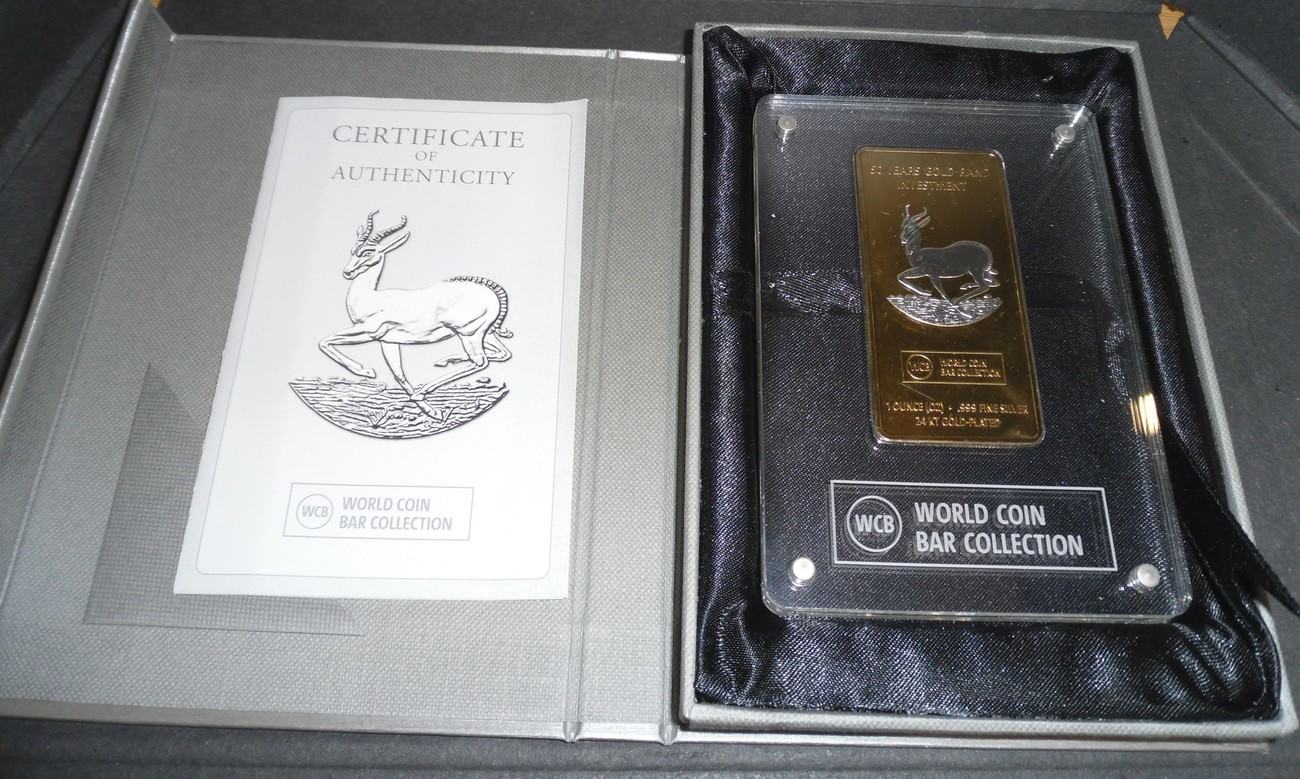 CERTIFICATE
OF
AUTHENTICITY
WCB
WORLD COIN
BAR COLLECTION
50 YEARS GOLD-RAND
INVESTMENT
WCB
WORLD COIN
BAR COLLECTION
1 OUNCE (OZ) - .999 FINE SILVER
24 KT GOLD-PLATED
WCB
WORLD COIN
BAR COLLECTION